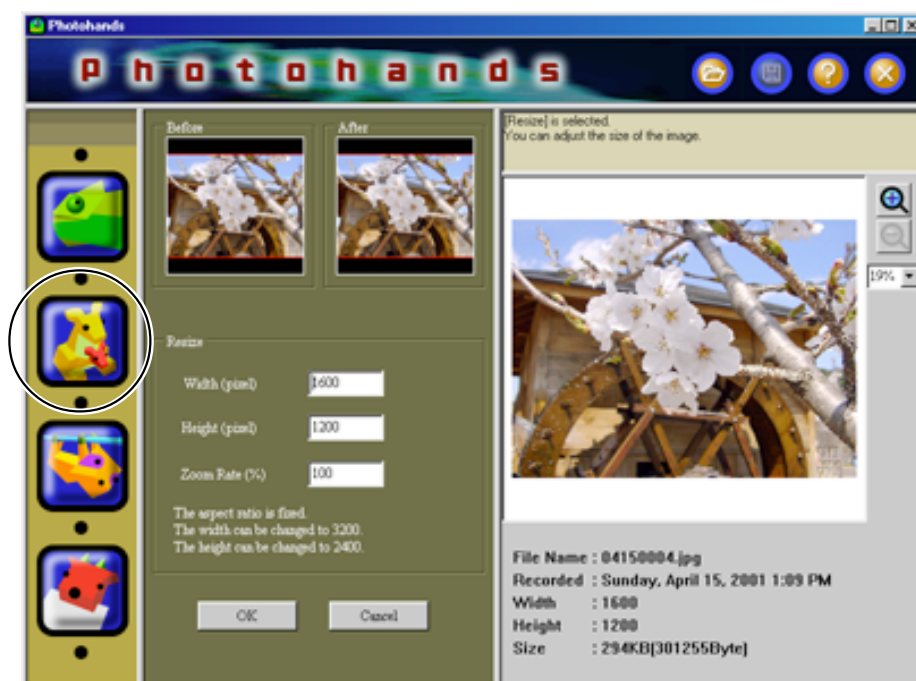 Photohands
Photohands
Before
After
[Resize] is selected.
You can adjust the size of the image.
19%
Resize
Width (pixel)
1600
Height (pixel)
1200
Zoom Rate (%)
100
The aspect ratio is fixed.
The width can be changed to 3200.
The height can be changed to 2400.
OK
Cancel
File Name : 04150004.jpg
Recorded : Sunday, April 15, 2001 1:09 PM
Width : 1600
Height : 1200
Size : 294KB[301255Byte]